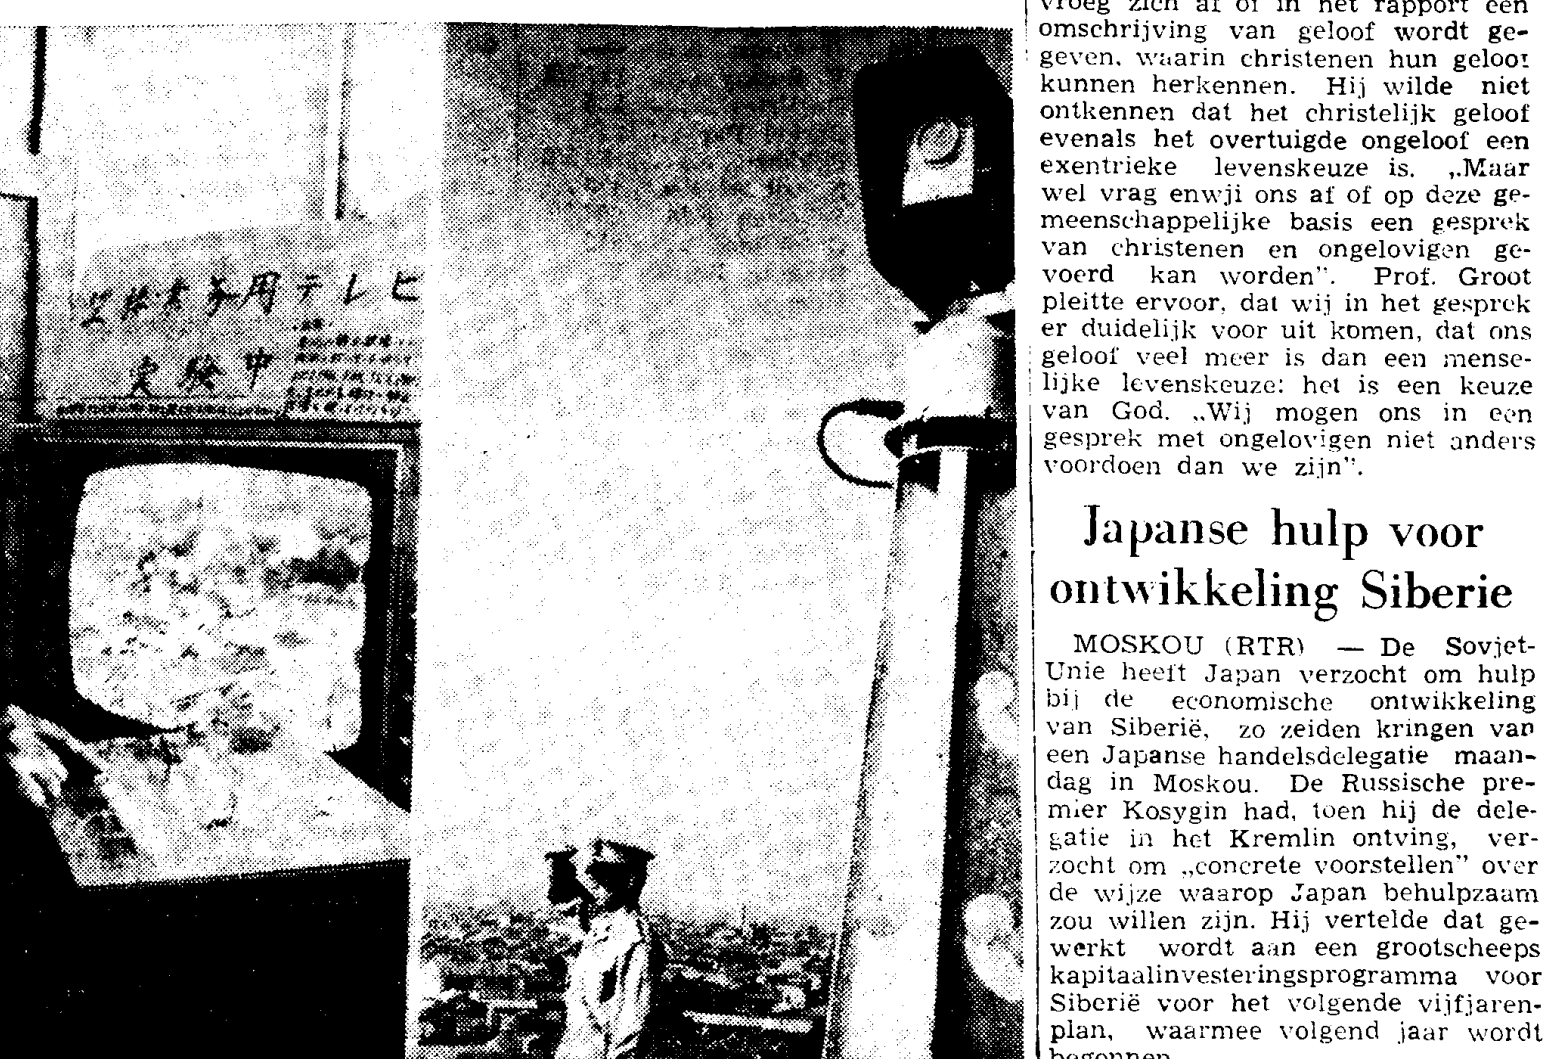 用テレビ
実験中
vroeg zich af of in het rapport een
omschrijving van geloof wordt ge-
geven, waarin christenen hun geloof
kunnen herkennen. Hij wilde niet
ontkennen dat het christelijk geloof
evenals het overtuigde ongeloof een
exentrieke levenskeuze is. „Maar
wel vrag enwji ons af of op deze ge-
meenschappelijke basis een gesprek
van christenen en ongelovigen ge-
voerd kan worden”. Prof. Groot
pleitte ervoor, dat wij in het gesprek
er duidelijk voor uit komen, dat ons
geloof veel meer is dan een mense-
lijke levenskeuze: het is een keuze
van God. „Wij mogen ons in een
gesprek met ongelovigen niet anders
voordoen dan we zijn”.
Japanse hulp voor
ontwikkeling Siberie
MOSKOU (RTR) — De Sovjet-
Unie heeft Japan verzocht om hulp
bij de economische ontwikkeling
van Siberië, zo zeiden kringen van
een Japanse handelsdelegatie maan-
dag in Moskou. De Russische pre-
mier Kosygin had, toen hij de dele-
gatie in het Kremlin ontving, ver-
zocht om „concrete voorstellen” over
de wijze waarop Japan behulpzaam
zou willen zijn. Hij vertelde dat ge-
werkt wordt aan een grootscheeps
kapitaalinvesteringsprogramma voor
Siberië voor het volgende vijfjaren-
plan, waarmee volgend jaar wordt
begonnen